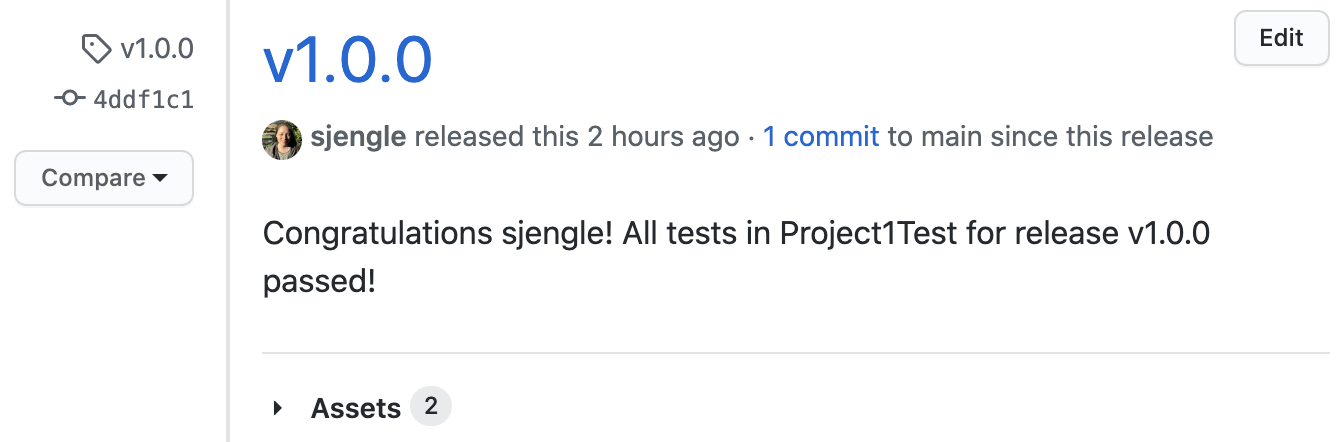 v1.0.0
4ddf1c1
Compare
v1.0.0
Edit
sjengle released this 2 hours ago · 1 commit to main since this release
Congratulations sjengle! All tests in Project1Test for release v1.0.0
passed!
Assets 2